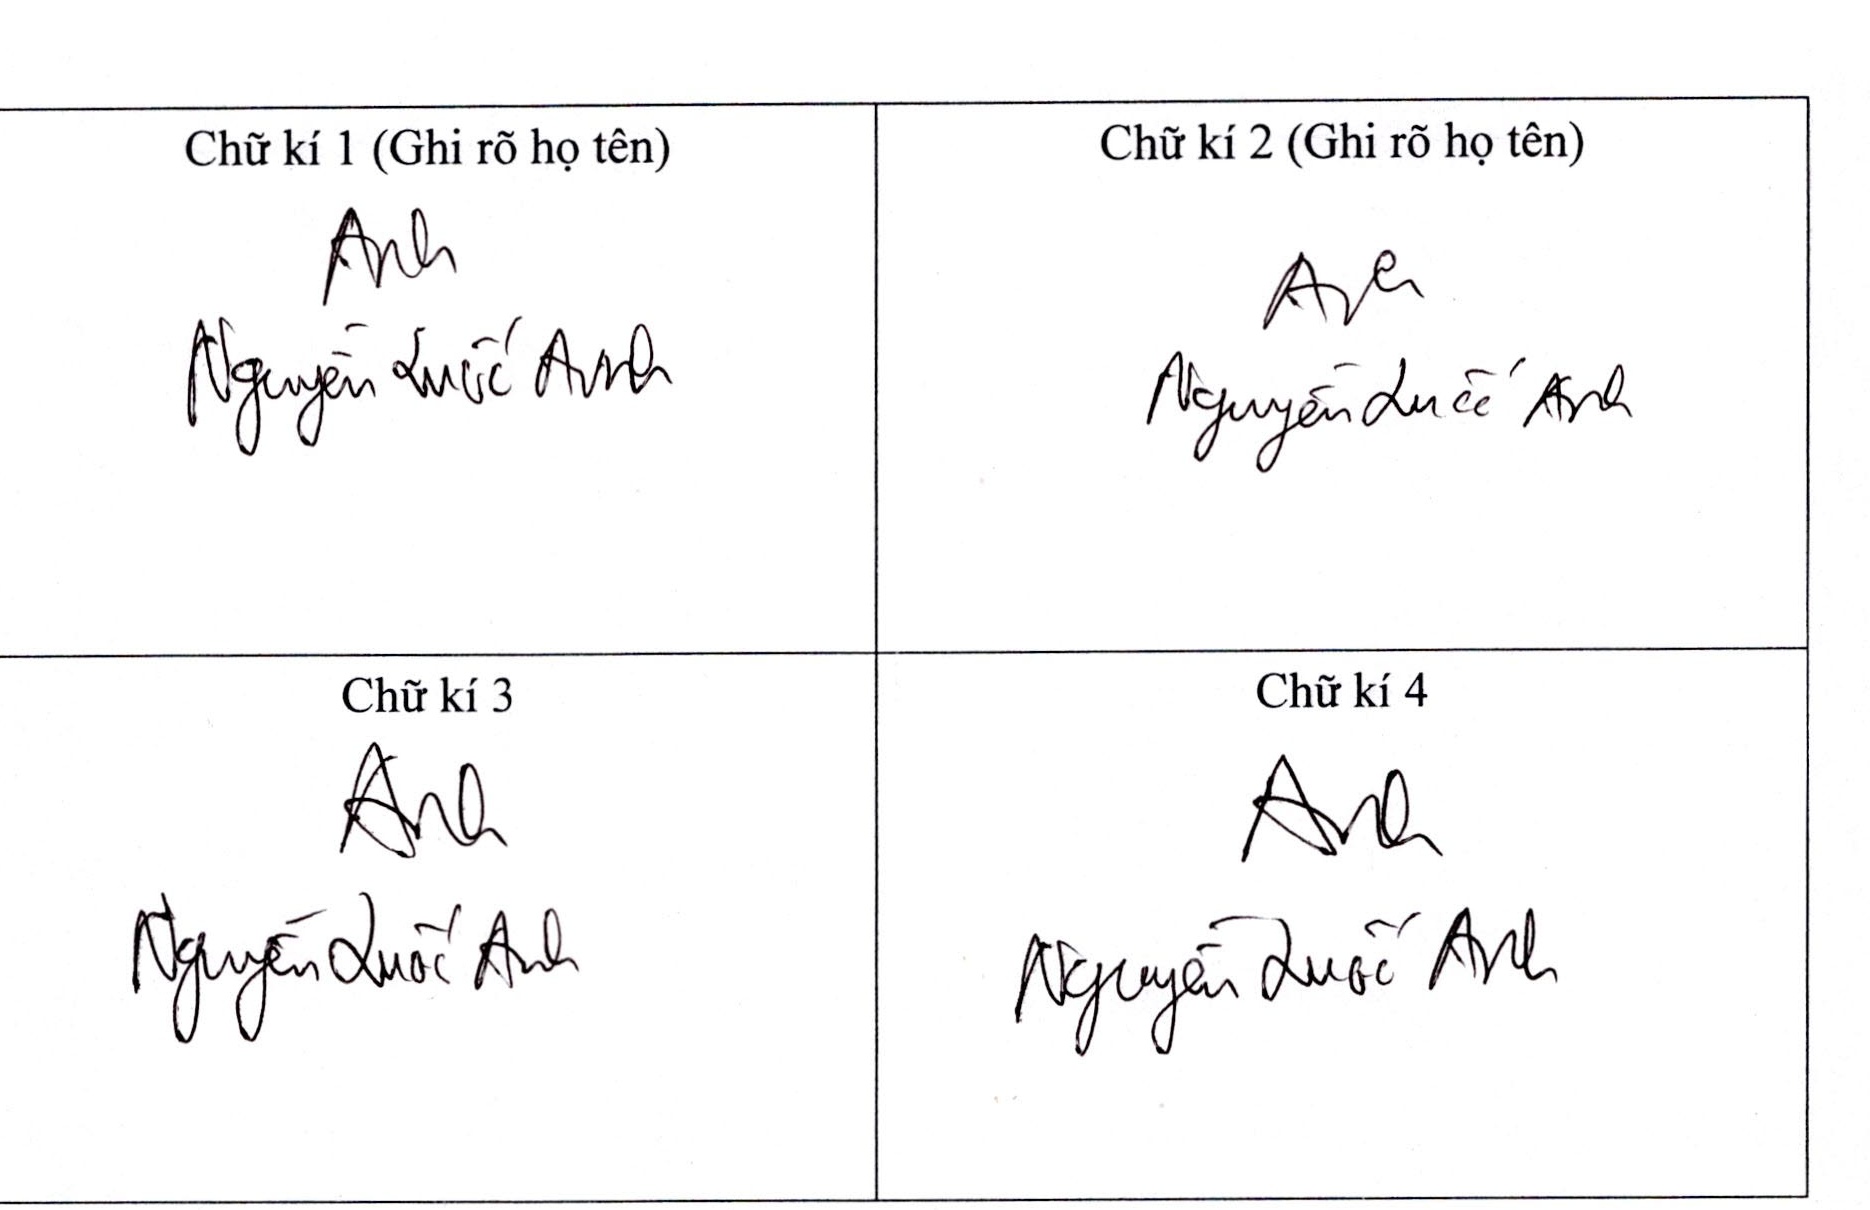 Chữ kí 1 (Ghi rõ họ tên)
Anh
Nguyễn Quốc Anh
Chữ kí 2 (Ghi rõ họ tên)
Anh
Nguyễn Quốc Anh
Chữ kí 3
Anh
Nguyễn Quốc Anh
Chữ kí 4
Anh
Nguyễn Quốc Anh